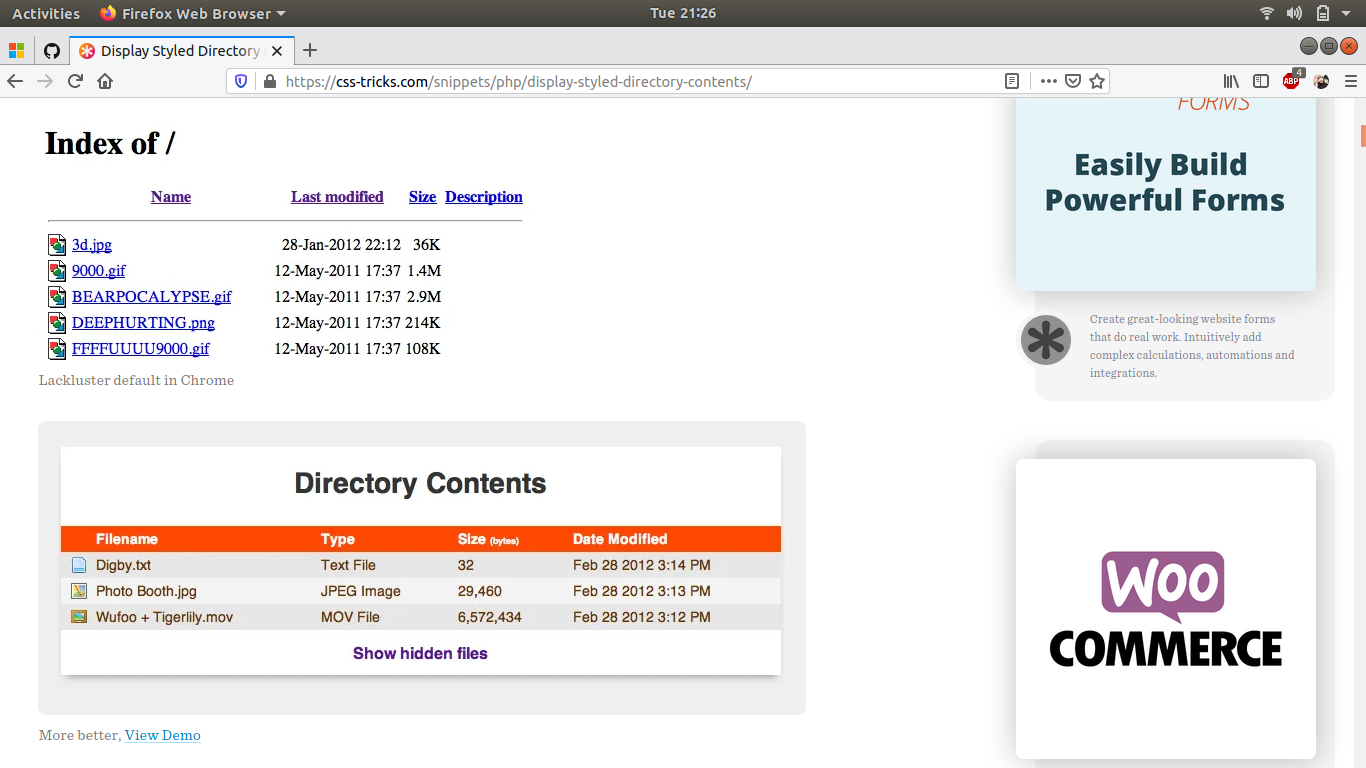 Activities Firefox Web Browser Tue 21:26
Display Styled Directory
https://css-tricks.com/snippets/php/display-styled-directory-contents/ ABP 4
Index of /
Name Last modified Size Description
3d.jpg 28-Jan-2012 22:12 36K
9000.gif 12-May-2011 17:37 1.4M
BEARPOCALYPSE.gif 12-May-2011 17:37 2.9M
DEEPHURTING.png 12-May-2011 17:37 214K
FFFFUUUU9000.gif 12-May-2011 17:37 108K
Lackluster default in Chrome
Directory Contents
Filename Type Size (bytes) Date Modified
Digby.txt Text File 32 Feb 28 2012 3:14 PM
Photo Booth.jpg JPEG Image 29,460 Feb 28 2012 3:13 PM
Wufoo + Tigerlily.mov MOV File 6,572,434 Feb 28 2012 3:12 PM
Show hidden files
More better, View Demo
FORMS
Easily Build
Powerful Forms
Create great-looking website forms
that do real work. Intuitively add
complex calculations, automations and
integrations.
WOO
COMMERCE